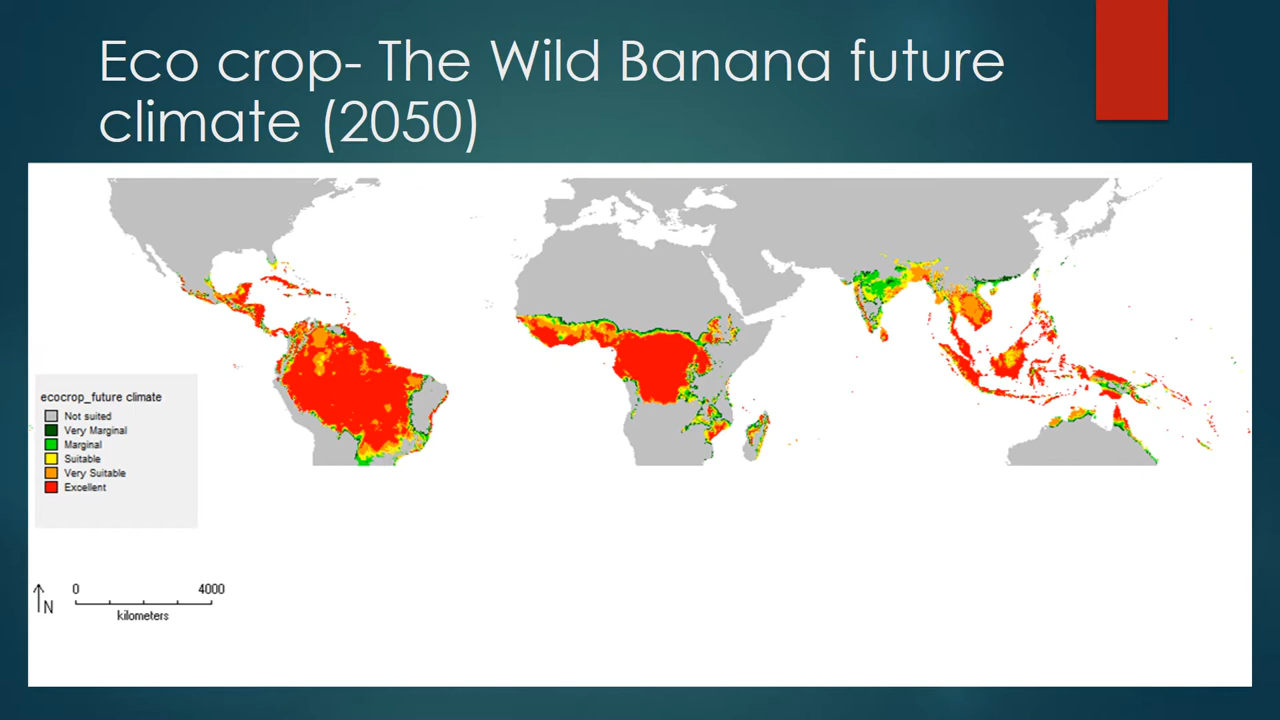 Eco crop- The Wild Banana future
climate (2050)
ecocrop_future climate
Not suited
Very Marginal
Marginal
Suitable
Very Suitable
Excellent
0 4000
N
kilometers